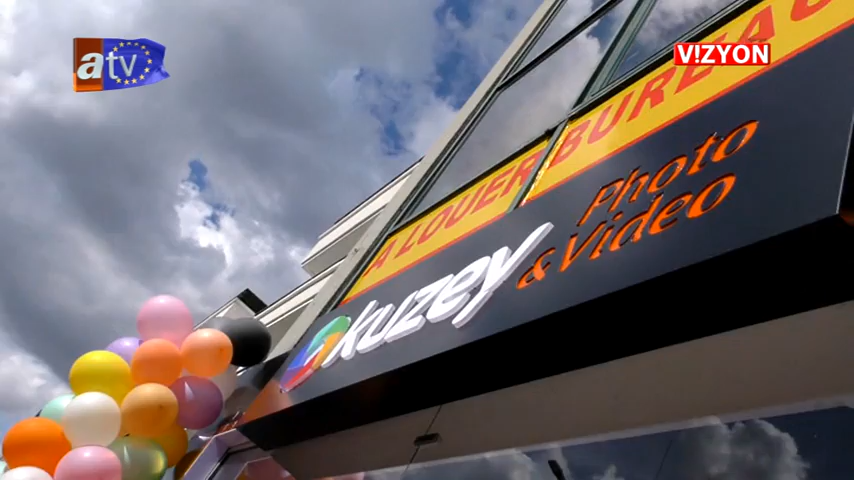 atv
V!ZYON
A LOUER BUREAU
kuzey
Photo
& Video